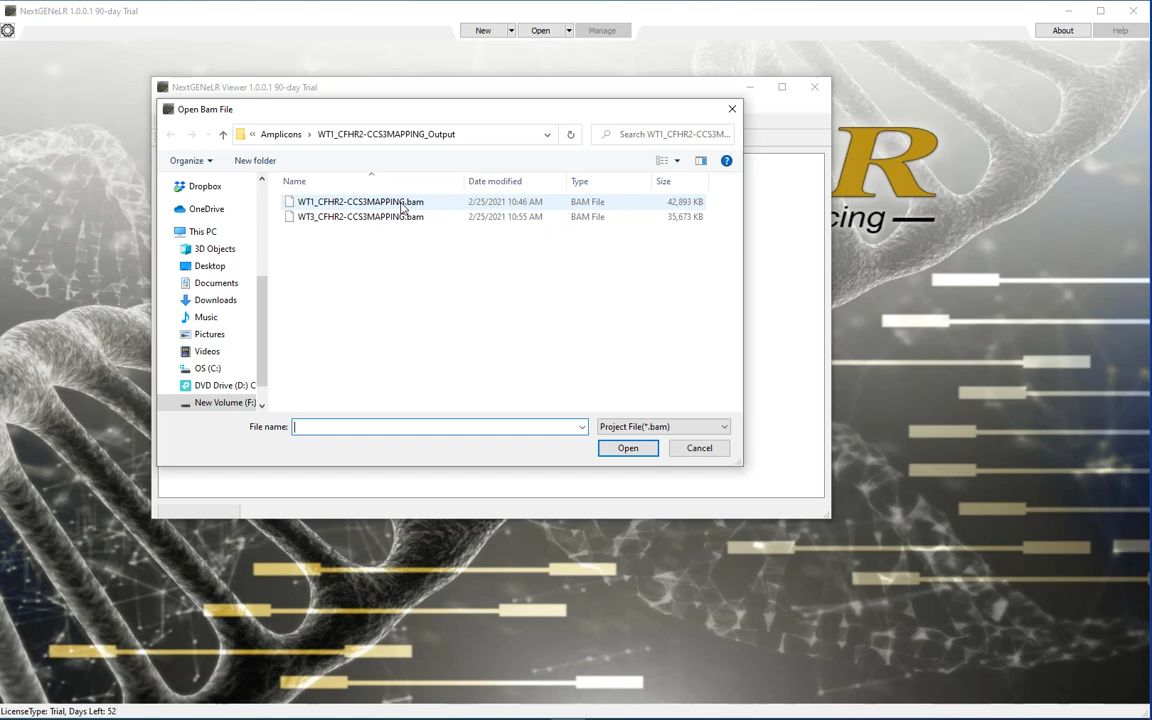 NextGENeLR 1.0.0.1 90-day Trial
New
Open
Manage
About
Help
NextGENeLR Viewer 1.0.0.1 90-day Trial
Open Bam File
« Amplicons › WT1_CFHR2-CCS3MAPPING_Output
Search WT1_CFHR2-CCS3M...
Organize
New folder
Name
Date modified
Type
Size
Dropbox
OneDrive
This PC
3D Objects
Desktop
Documents
Downloads
Music
Pictures
Videos
OS (C:)
DVD Drive (D:) C
New Volume (F:)
WT1_CFHR2-CCS3MAPPING.bam 2/25/2021 10:46 AM BAM File 42,893 KB
WT3_CFHR2-CCS3MAPPING.bam 2/25/2021 10:55 AM BAM File 35,673 KB
R
cing
File name:
Project File(*.bam)
Open
Cancel
LicenseType: Trial, Days Left: 52